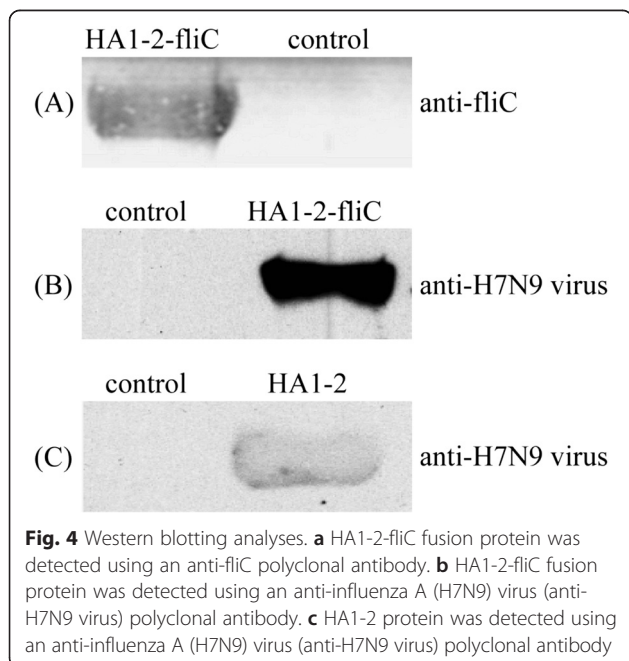 HA1-2-fliC control
(A) anti-fliC
control HA1-2-fliC
(B) anti-H7N9 virus
control HA1-2
(C) anti-H7N9 virus
Fig. 4 Western blotting analyses. a HA1-2-fliC fusion protein was
detected using an anti-fliC polyclonal antibody. b HA1-2-fliC fusion
protein was detected using an anti-influenza A (H7N9) virus (anti-
H7N9 virus) polyclonal antibody. c HA1-2 protein was detected using
an anti-influenza A (H7N9) virus (anti-H7N9 virus) polyclonal antibody